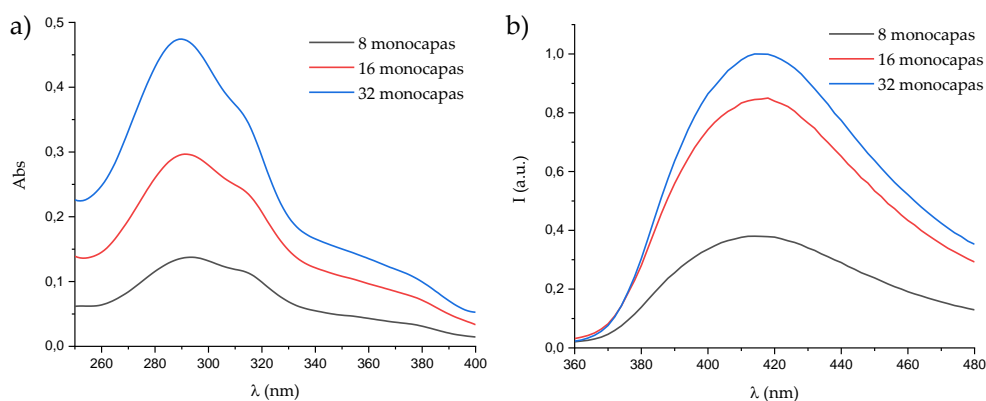 a)
0,5
0,4
0,3
0,2
0,1
0,0
Abs
8 monocapas
16 monocapas
32 monocapas
260 280 300 320 340 360 380 400
λ (nm)
b)
1,0
0,8
0,6
0,4
0,2
0,0
I (a.u.)
8 monocapas
16 monocapas
32 monocapas
360 380 400 420 440 460 480
λ (nm)